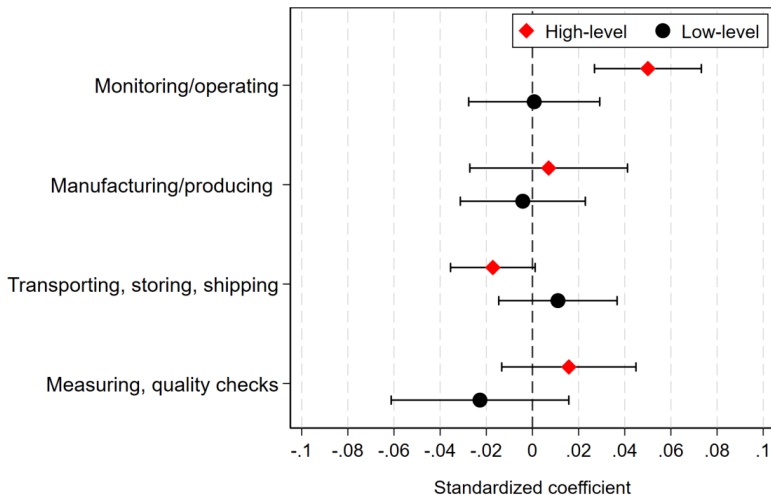 High-level Low-level
Monitoring/operating
Manufacturing/producing
Transporting, storing, shipping
Measuring, quality checks
-.1 -.08 -.06 -.04 -.02 0 .02 .04 .06 .08 .1
Standardized coefficient